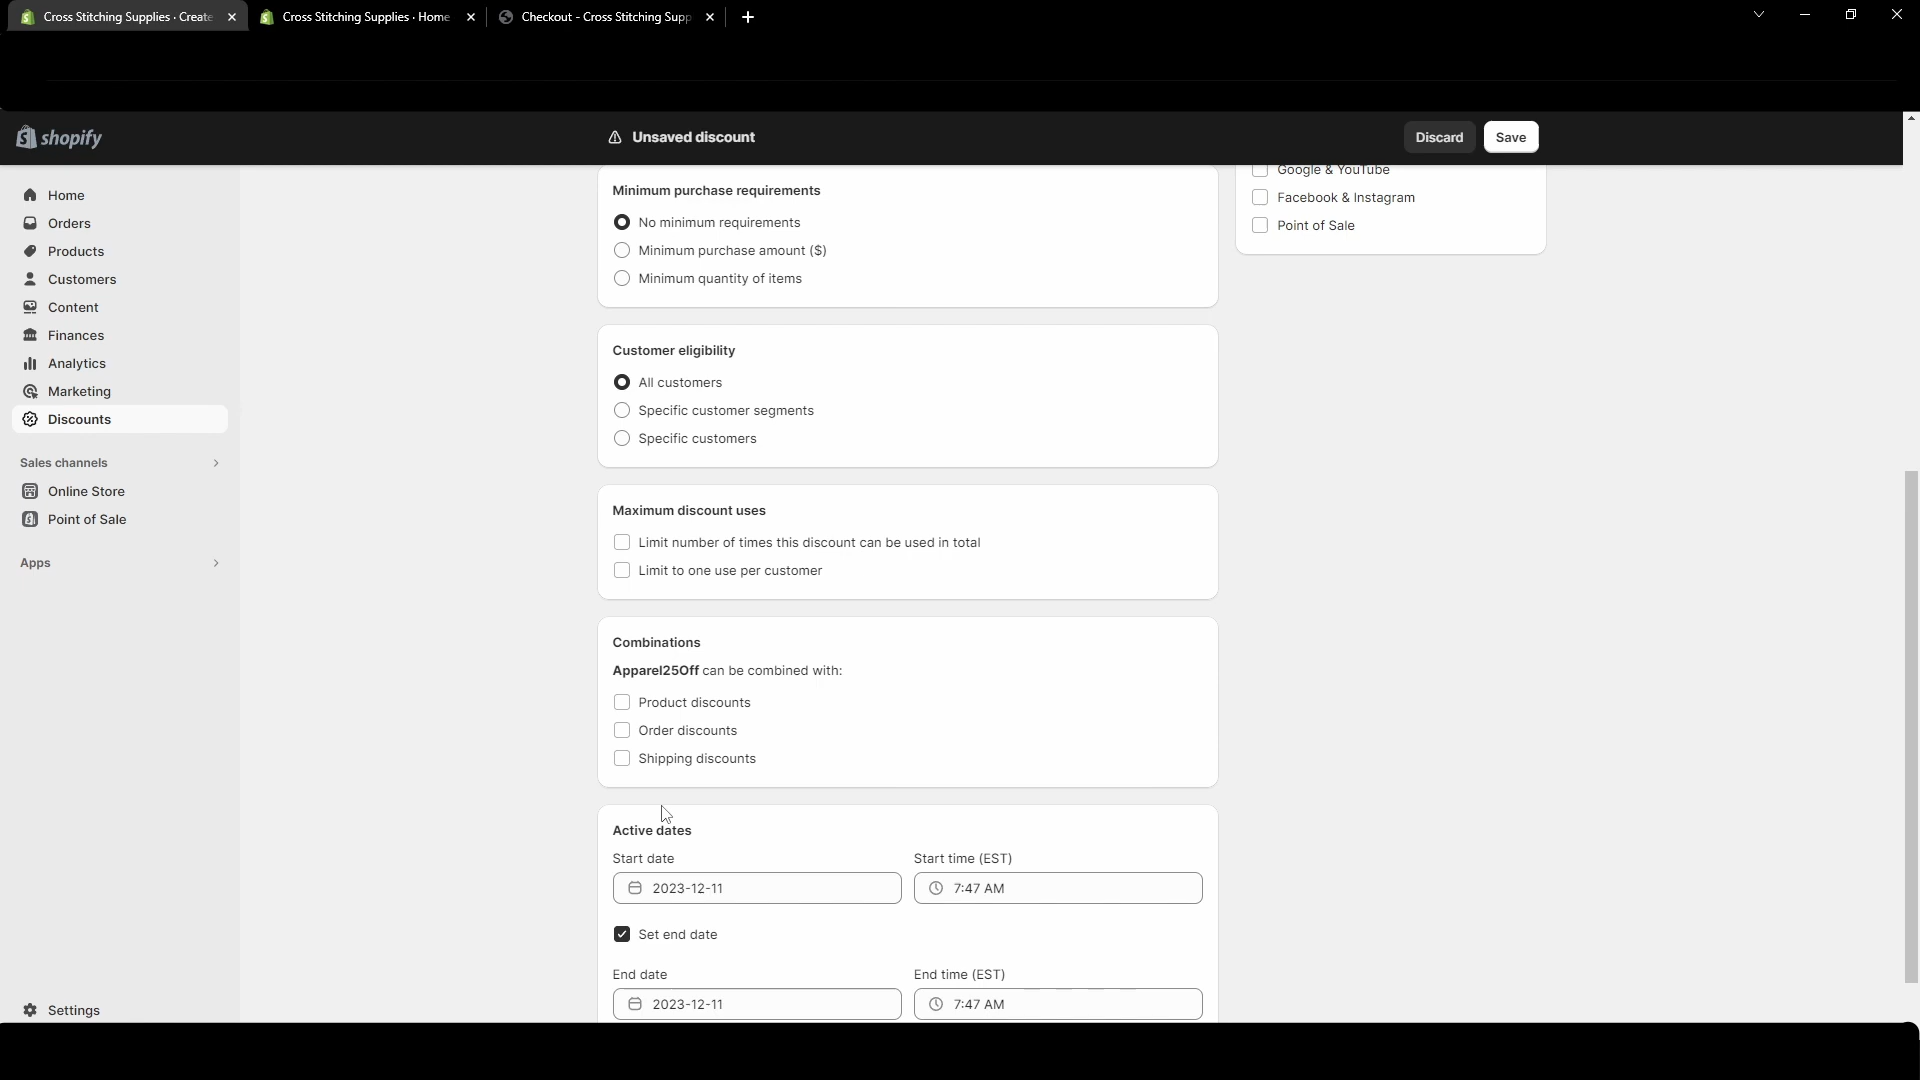 Cross Stitching Supplies · Create
Cross Stitching Supplies · Home
Checkout - Cross Stitching Supp
shopify
Unsaved discount
Discard
Save
Home
Orders
Products
Customers
Content
Finances
Analytics
Marketing
Discounts
Sales channels
Online Store
Point of Sale
Apps
Settings
Minimum purchase requirements
No minimum requirements
Minimum purchase amount ($)
Minimum quantity of items
Customer eligibility
All customers
Specific customer segments
Specific customers
Maximum discount uses
Limit number of times this discount can be used in total
Limit to one use per customer
Combinations
Apparel25Off can be combined with:
Product discounts
Order discounts
Shipping discounts
Active dates
Start date Start time (EST)
2023-12-11 7:47 AM
Set end date
End date End time (EST)
2023-12-11 7:47 AM
Google & YouTube
Facebook & Instagram
Point of Sale